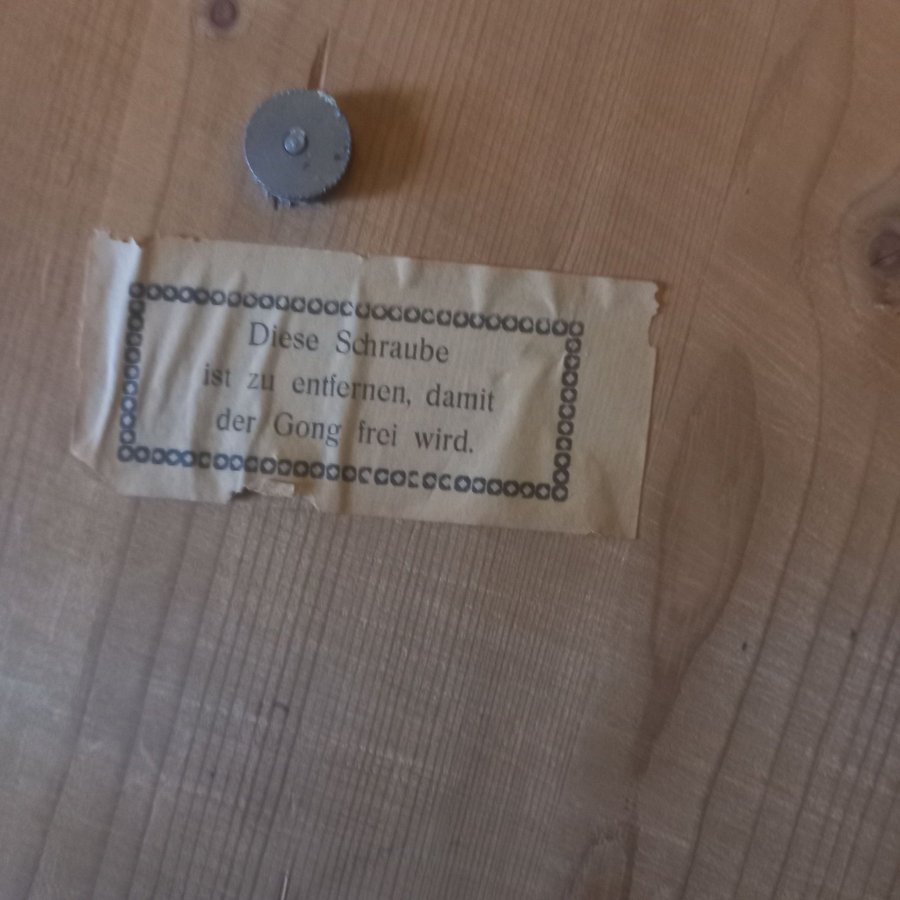 Diese Schraube
ist zu entfernen, damit
der Gong frei wird.